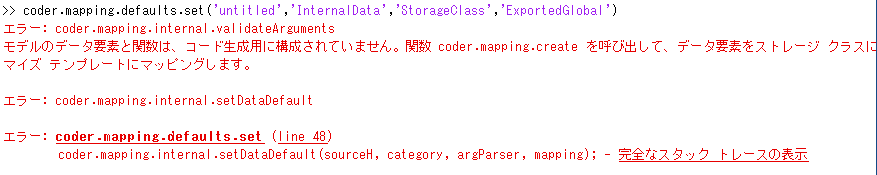 >> coder.mapping.defaults.set('untitled','InternalData','StorageClass','ExportedGlobal')
エラー: coder.mapping.internal.validateArguments
モデルのデータ要素と関数は、コード生成用に構成されていません。関数 coder.mapping.create を呼び出して、データ要素をストレージ クラスに
マイズ テンプレートにマッピングします。
エラー: coder.mapping.internal.setDataDefault
エラー: coder.mapping.defaults.set (line 48)
coder.mapping.internal.setDataDefault(sourceH, category, argParser, mapping); - 完全なスタック トレースの表示